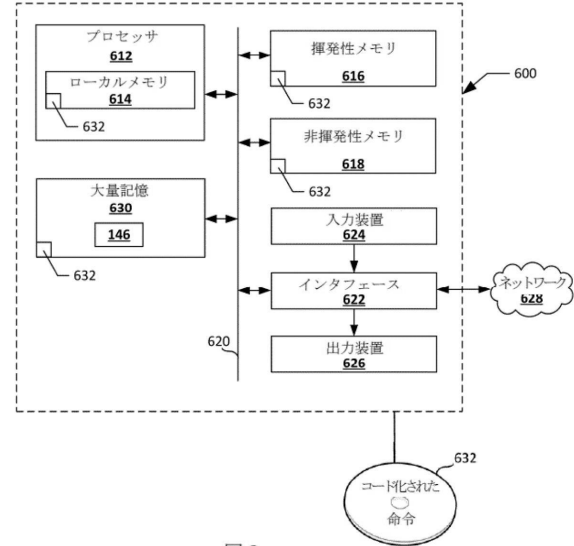 プロセッサ
612
ローカルメモリ
614
632
揮発性メモリ
616
632
600
非揮発性メモリ
618
632
大量記憶
630
146
632
入力装置
624
インタフェース
622
ネットワーク
628
620
出力装置
626
632
コード化された
命令